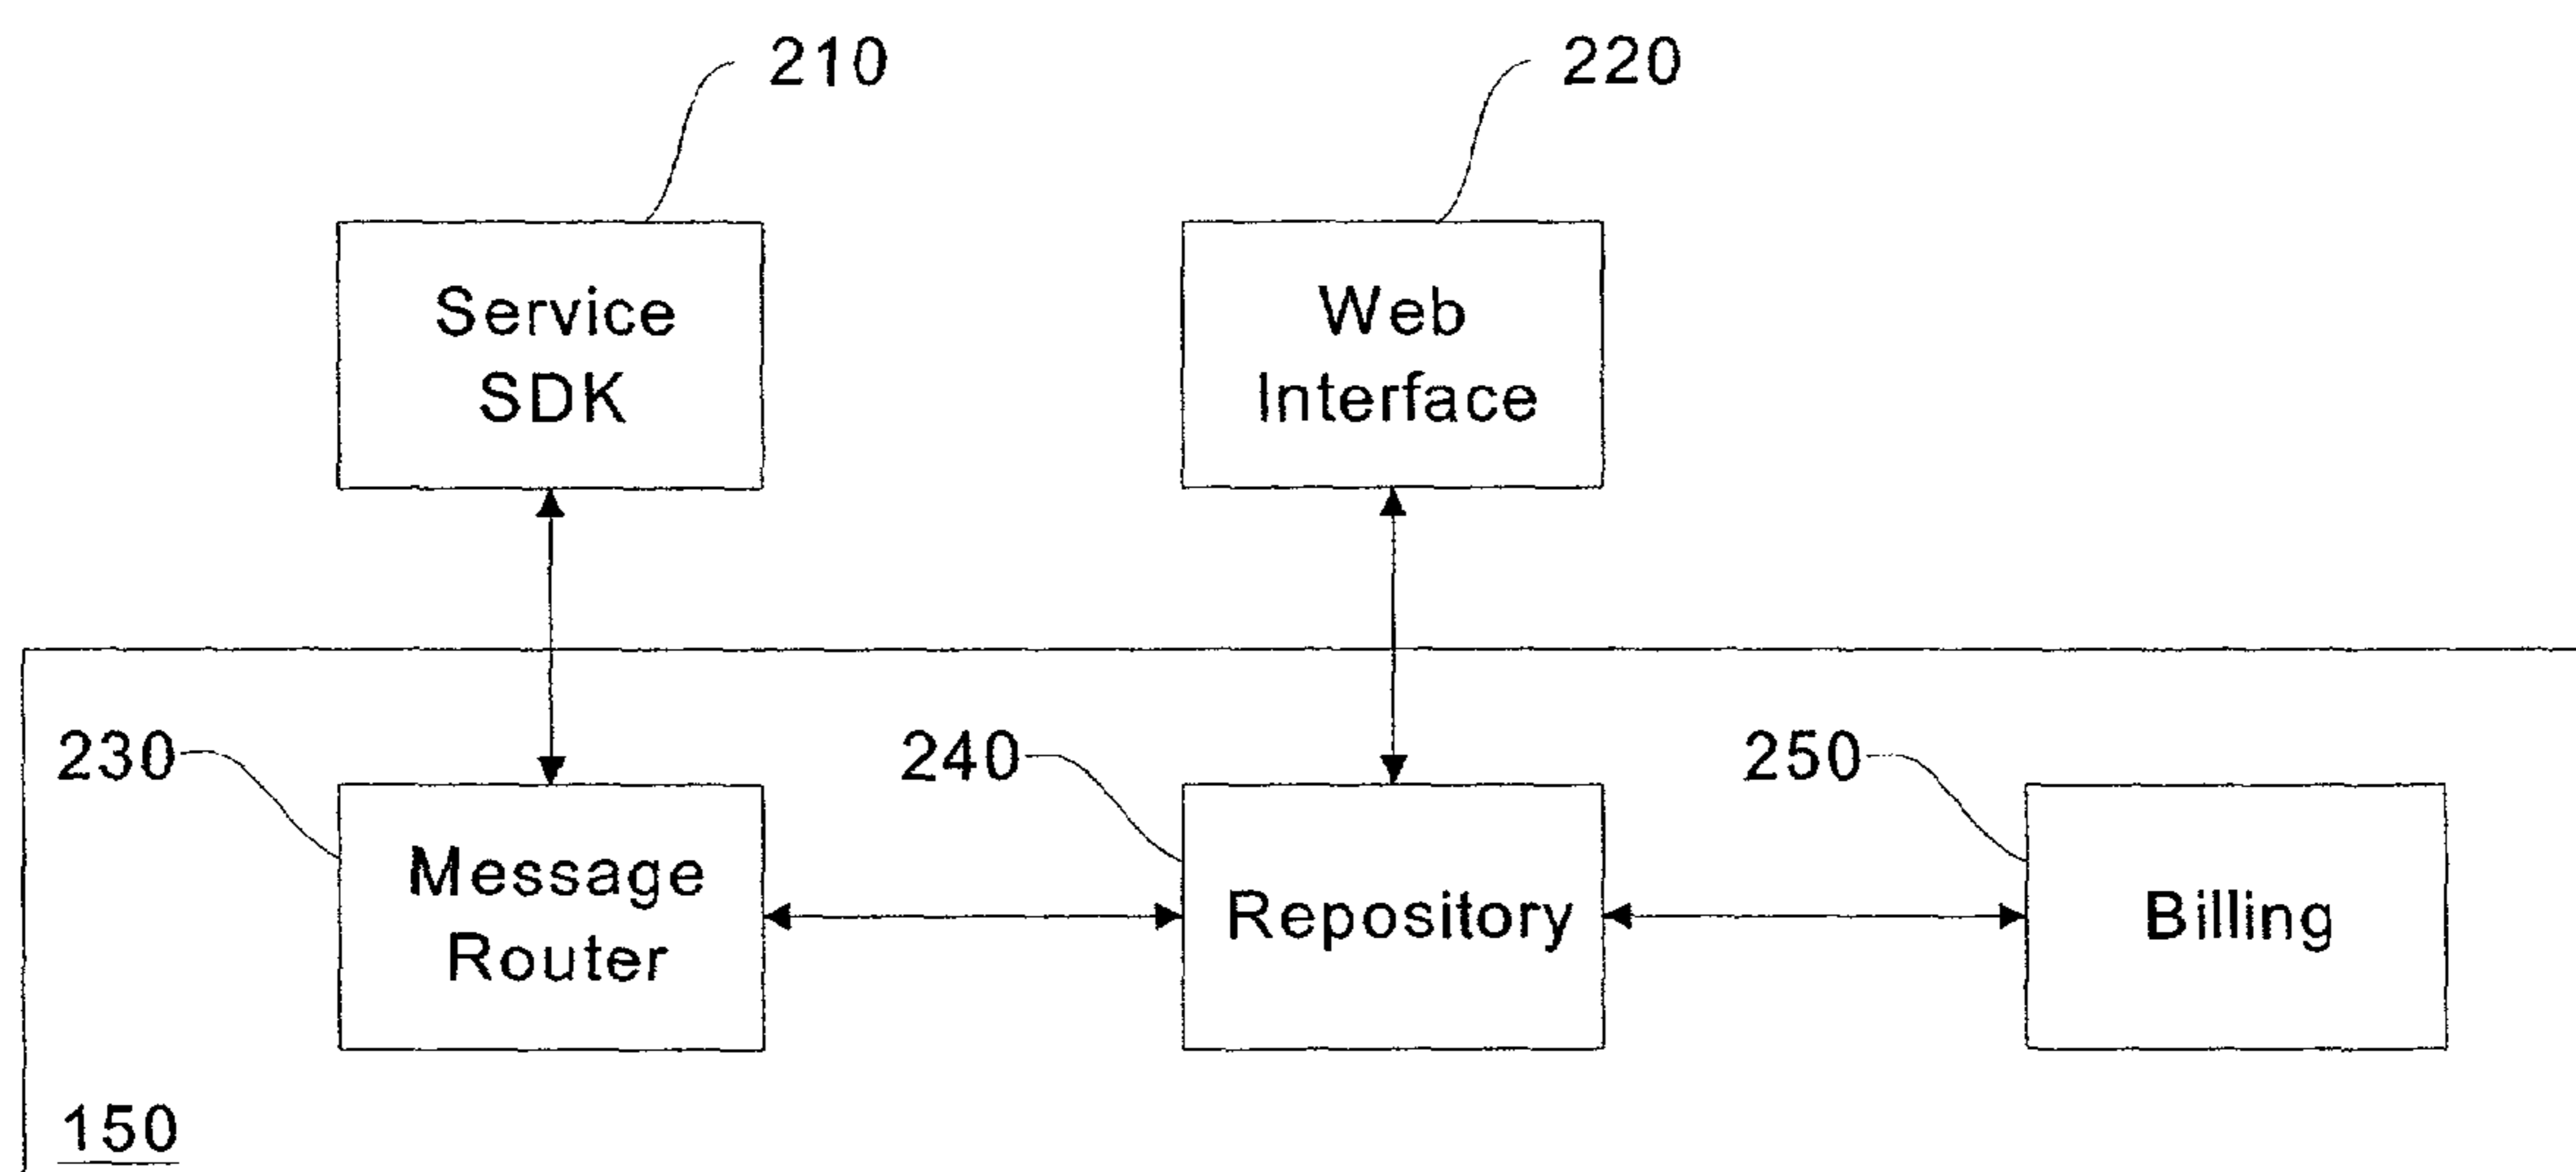 210
220
Service
SDK
Web
Interface
230
240
250
Message
Router
Repository
Billing
150